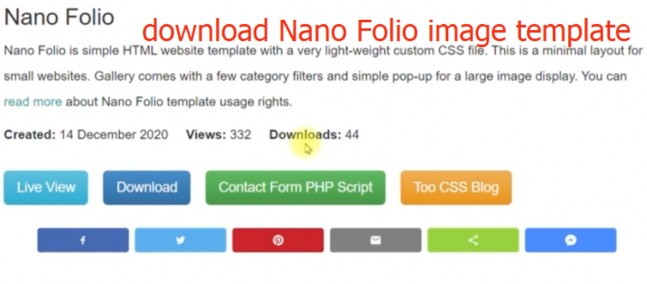 Nano Folio
download Nano Folio image template
Nano Folio is simple HTML website template with a very light-weight custom CSS file. This is a minimal layout for
small websites. Gallery comes with a few category filters and simple pop-up for a large image display. You can
read more about Nano Folio template usage rights.
Created: 14 December 2020 Views: 332 Downloads: 44
Live View Download Contact Form PHP Script Too CSS Blog